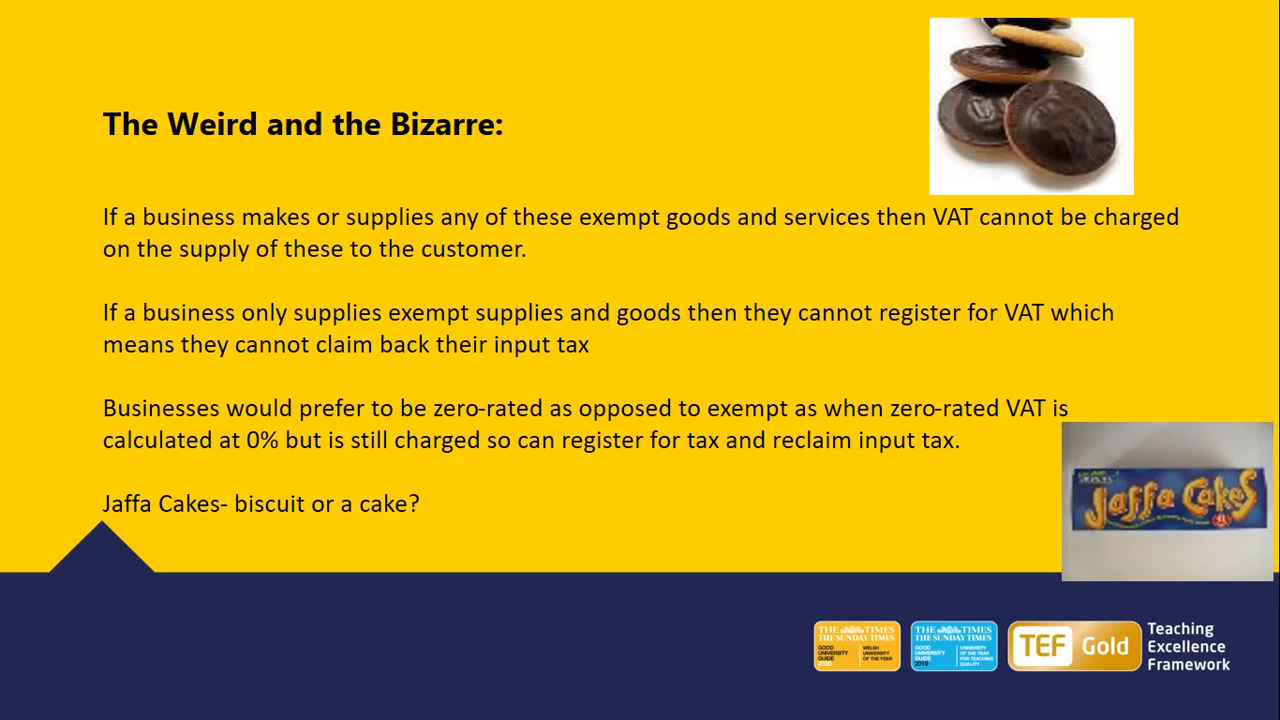 The Weird and the Bizarre:
If a business makes or supplies any of these exempt goods and services then VAT cannot be charged
on the supply of these to the customer.
If a business only supplies exempt supplies and goods then they cannot register for VAT which
means they cannot claim back their input tax
Businesses would prefer to be zero-rated as opposed to exempt as when zero-rated VAT is
calculated at 0% but is still charged so can register for tax and reclaim input tax.
Jaffa Cakes- biscuit or a cake?
Jaffa Cakes
THE TIMES
THE SUNDAY TIMES
GOOD
UNIVERSITY
GUIDE
2020
WELSH
UNIVERSITY
OF THE YEAR
THE TIMES
THE SUNDAY TIMES
GOOD
UNIVERSITY
GUIDE
2019
UNIVERSITY
OF THE YEAR
FOR TEACHING
QUALITY
TEF Gold
Teaching
Excellence
Framework